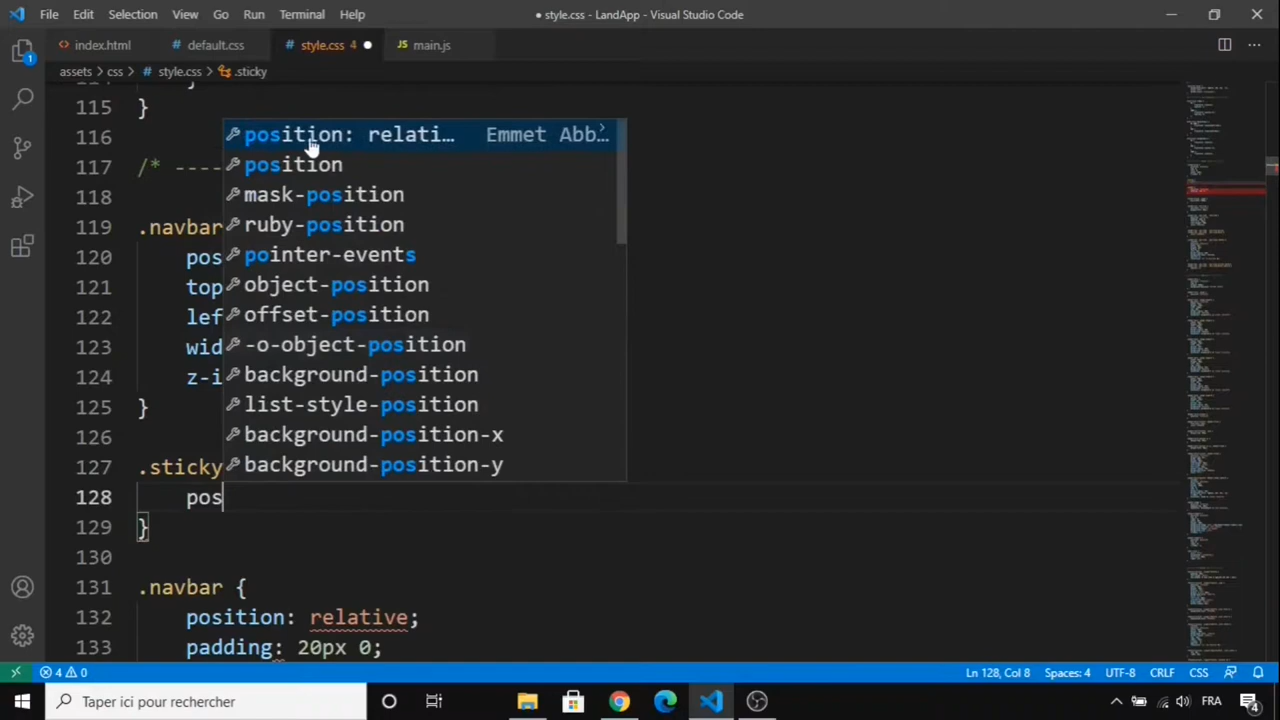 File Edit Selection View Go Run Terminal Help
● style.css - LandApp - Visual Studio Code
index.html default.css style.css 4 main.js
assets > css > style.css > .sticky
115 }
116
117 /* ----
118
119 .navbar
120 pos
121 top
122 lef
123 wid
124 z-i
125 }
126
127 .sticky
128 pos
129 }
130
131 .navbar {
132 position: relative;
133 padding: 20px 0;
position: relati… Emmet Abb…
position
mask-position
ruby-position
pointer-events
object-position
offset-position
-o-object-position
background-position
list-style-position
background-position-x
background-position-y
1
4 0
Ln 128, Col 8 Spaces: 4 UTF-8 CRLF CSS
Taper ici pour rechercher
FRA
4